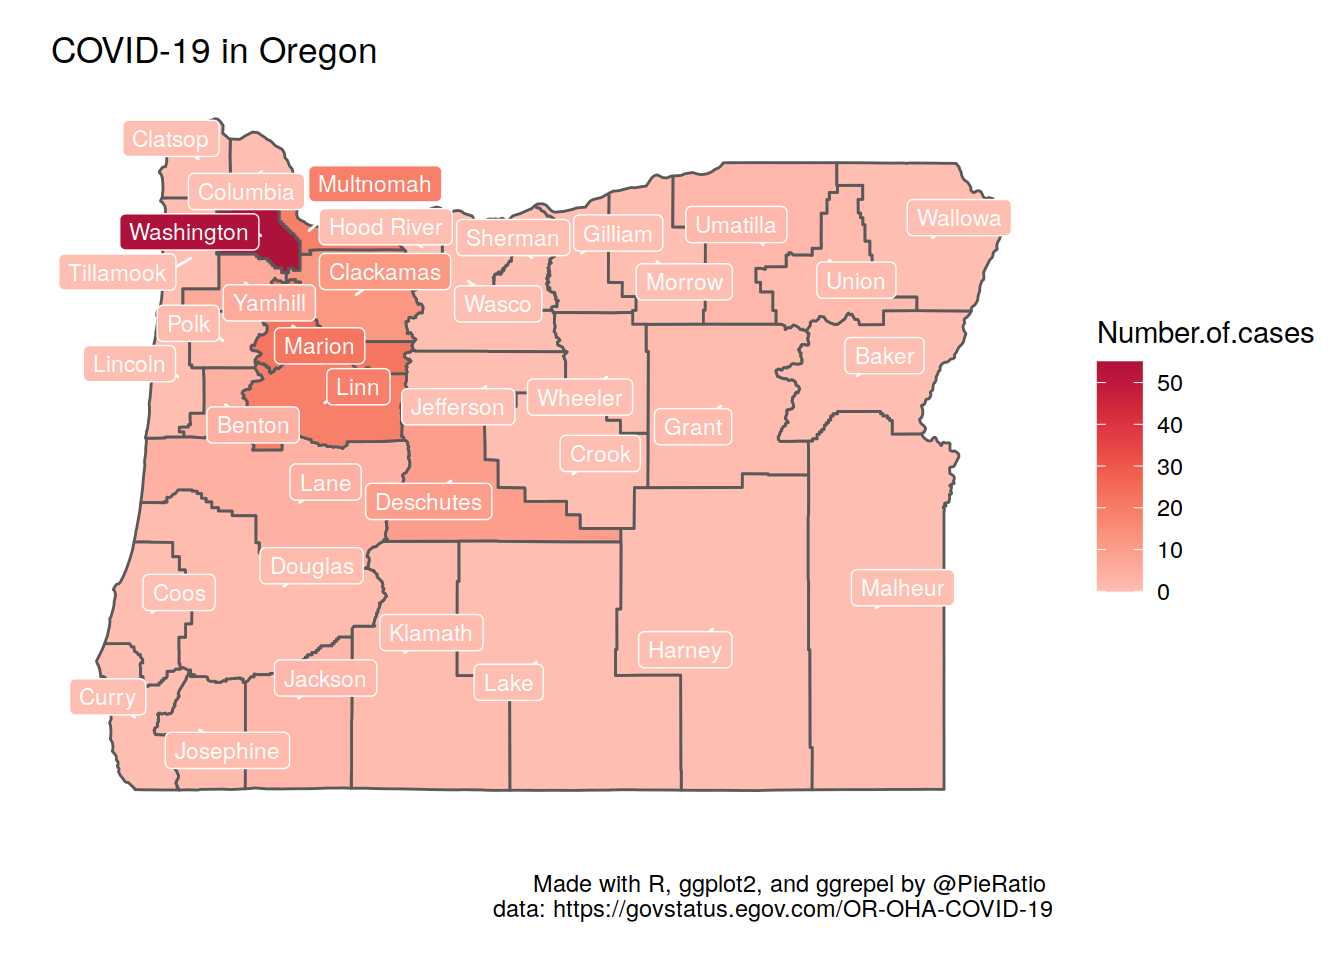 COVID-19 in Oregon
Clatsop
Columbia
Multnomah
Washington
Hood River
Sherman
Gilliam
Umatilla
Wallowa
Tillamook
Clackamas
Yamhill
Wasco
Morrow
Union
Polk
Marion
Lincoln
Linn
Baker
Jefferson
Wheeler
Benton
Grant
Crook
Lane
Deschutes
Douglas
Coos
Malheur
Klamath
Harney
Jackson
Lake
Curry
Josephine
Number.of.cases
50
40
30
20
10
0
Made with R, ggplot2, and ggrepel by @PieRatio
data: https://govstatus.egov.com/OR-OHA-COVID-19